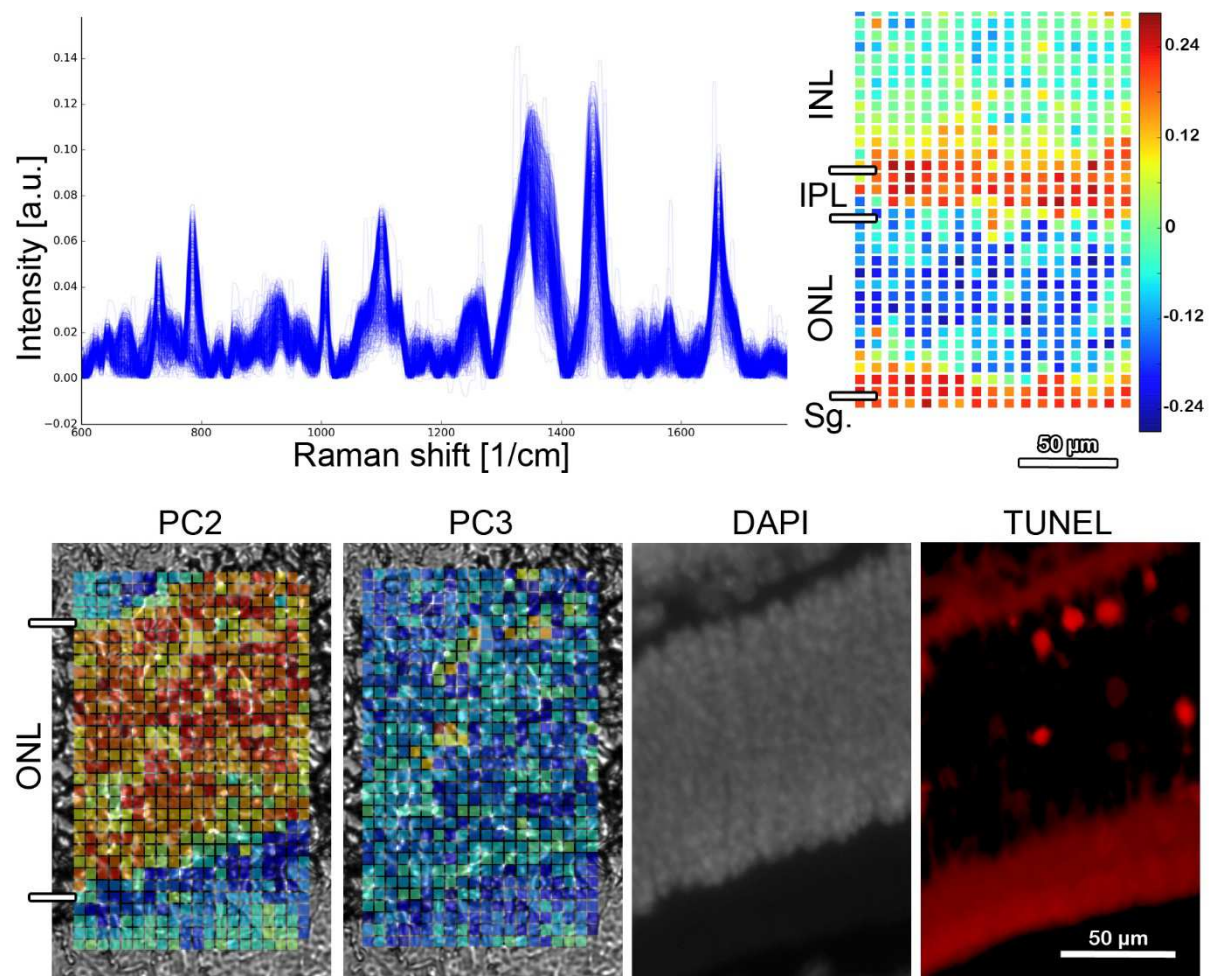 0.14
0.12
0.10
0.08
0.06
0.04
0.02
0.00
−0.02
Intensity [a.u.]
600
800
1000
1200
1400
1600
Raman shift [1/cm]
INL
IPL
ONL
Sg.
0.24
0.12
0
-0.12
-0.24
50 µm
PC2
PC3
DAPI
TUNEL
ONL
50 µm